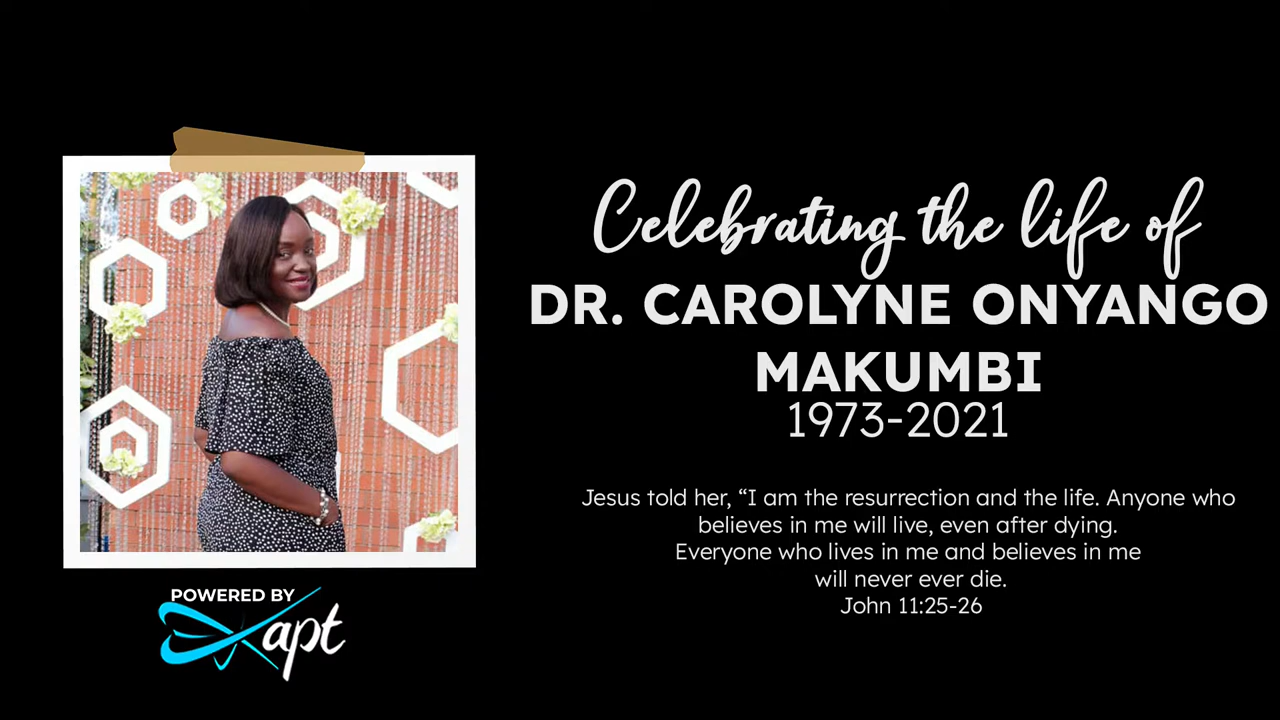 Celebrating the life of
DR. CAROLYNE ONYANGO
MAKUMBI
1973-2021
Jesus told her, “I am the resurrection and the life. Anyone who
believes in me will live, even after dying.
Everyone who lives in me and believes in me
will never ever die.
John 11:25-26
POWERED BY
Xapt